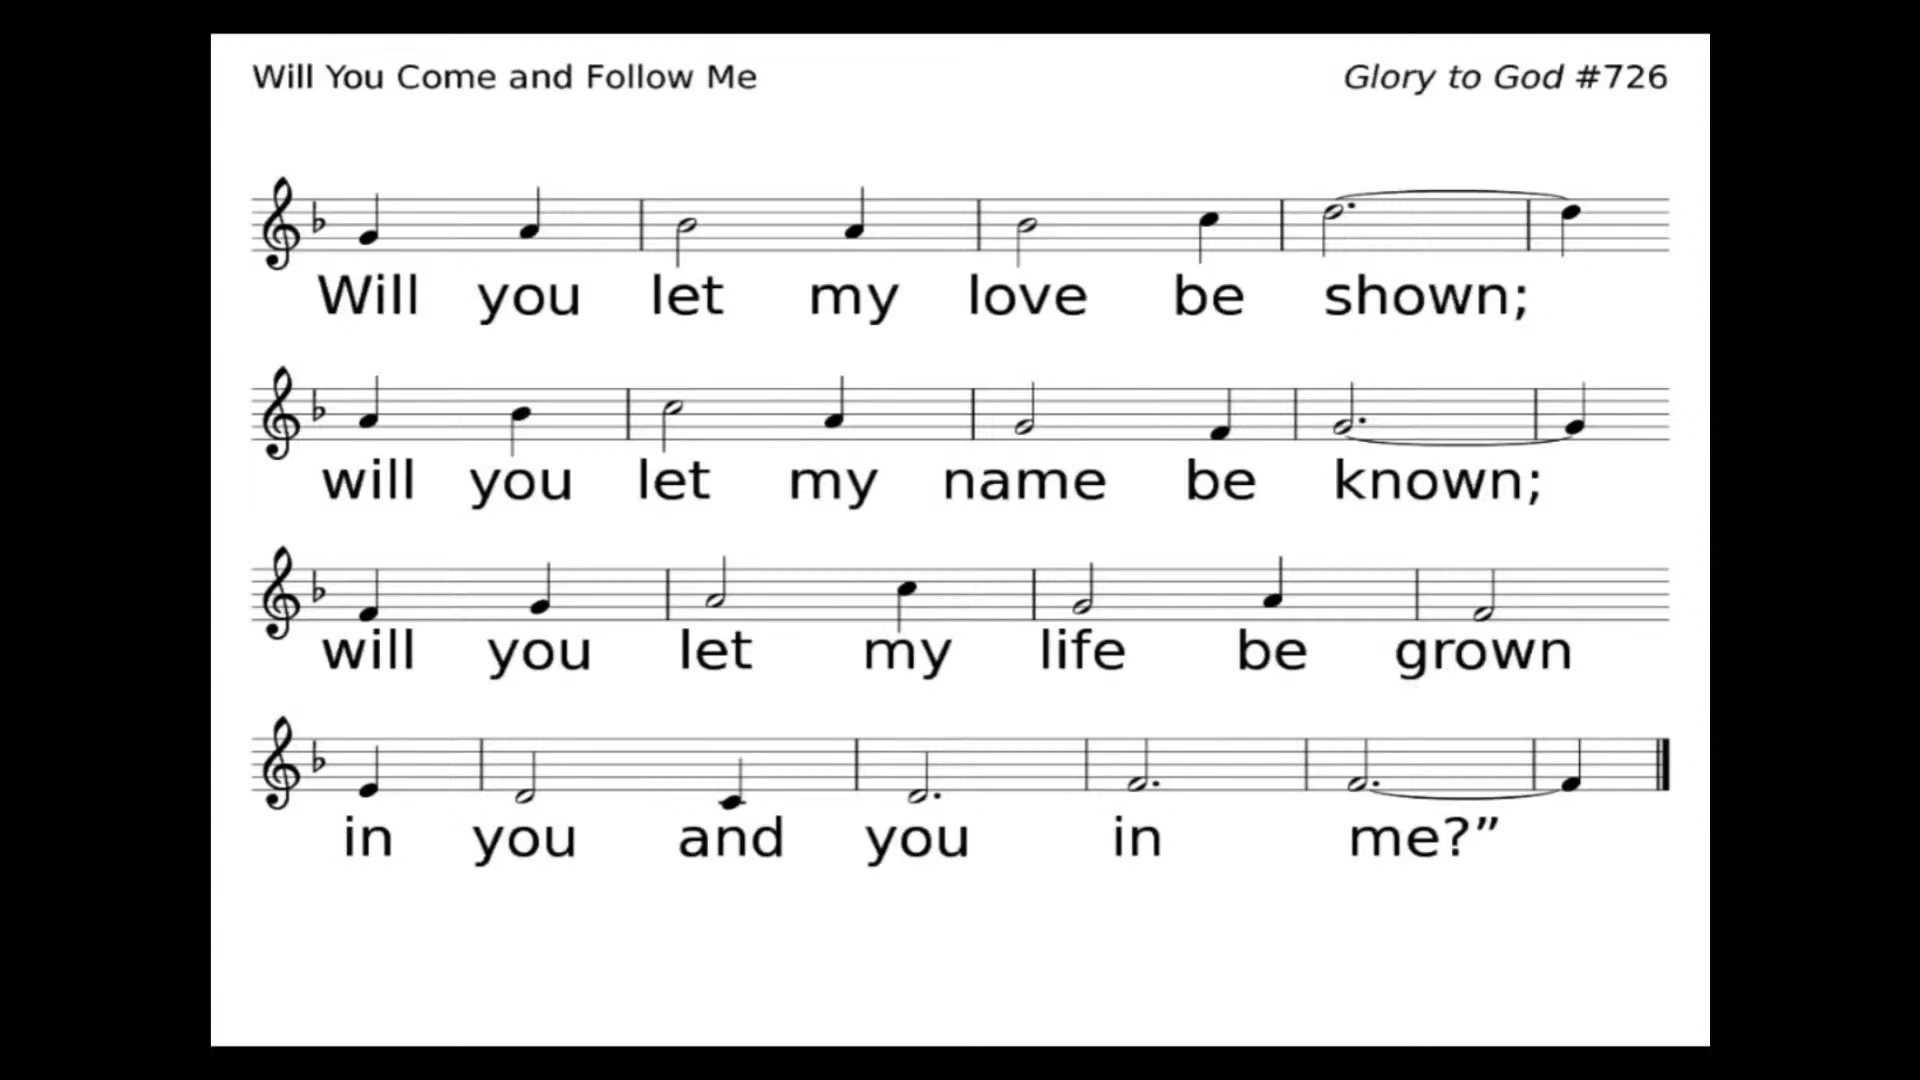 Will You Come and Follow Me
Glory to God #726
Will you let my love be shown;
will you let my name be known;
will you let my life be grown
in you and you in me?”